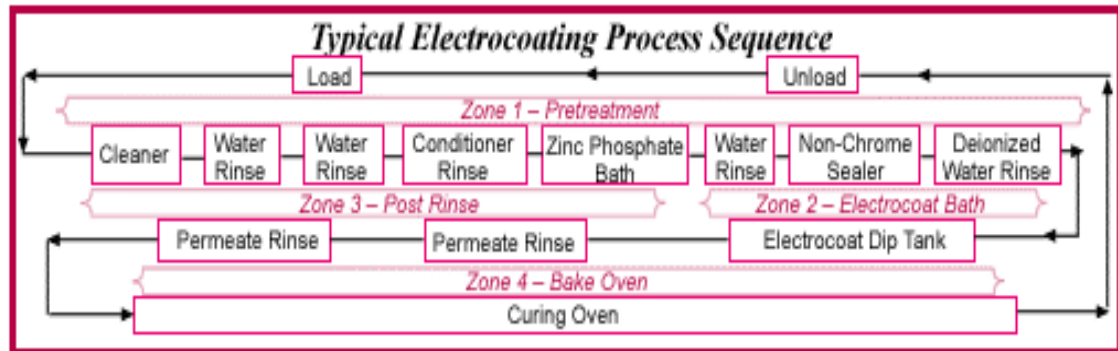 Typical Electrocoating Process Sequence
Load
Unload
Zone 1 – Pretreatment
Cleaner
Water
Rinse
Water
Rinse
Conditioner
Rinse
Zinc Phosphate
Bath
Water
Rinse
Non-Chrome
Sealer
Deionized
Water Rinse
Zone 3 – Post Rinse
Zone 2 – Electrocoat Bath
Permeate Rinse
Permeate Rinse
Electrocoat Dip Tank
Zone 4 – Bake Oven
Curing Oven